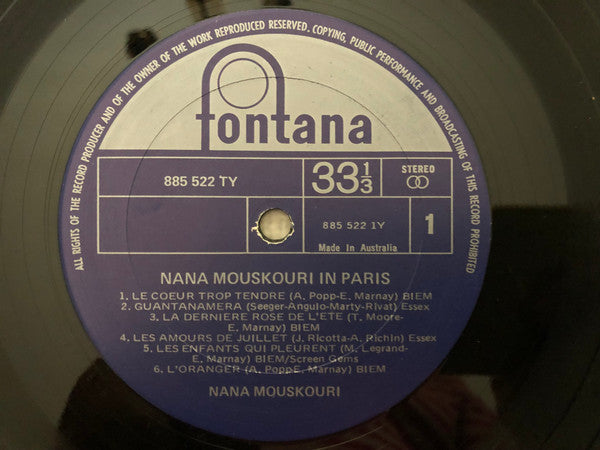 ALL RIGHTS OF THE RECORD PRODUCER AND OF THE OWNER OF THE WORK REPRODUCED RESERVED. COPYING, PUBLIC PERFORMANCE AND BROADCASTING OF THIS RECORD PROHIBITED
fontana
885 522 TY
33 1/3
STEREO
885 522 1Y
1
Made In Australia
NANA MOUSKOURI IN PARIS
1. LE COEUR TROP TENDRE (A. Popp-E. Marnay) BIEM
2. GUANTANAMERA (Seeger-Angulo-Marty-Rivat) Essex
3. LA DERNIERE ROSE DE L'ETE (T. Moore-
E. Marnay) BIEM
4. LES AMOURS DE JUILLET (J. Ricotta-A. Richin) Essex
5. LES ENFANTS QUI PLEURENT (M. Legrand-
E. Marnay) BIEM/Screen Gems
6. L'ORANGER (A. PoppE. Marnay) BIEM
NANA MOUSKOURI